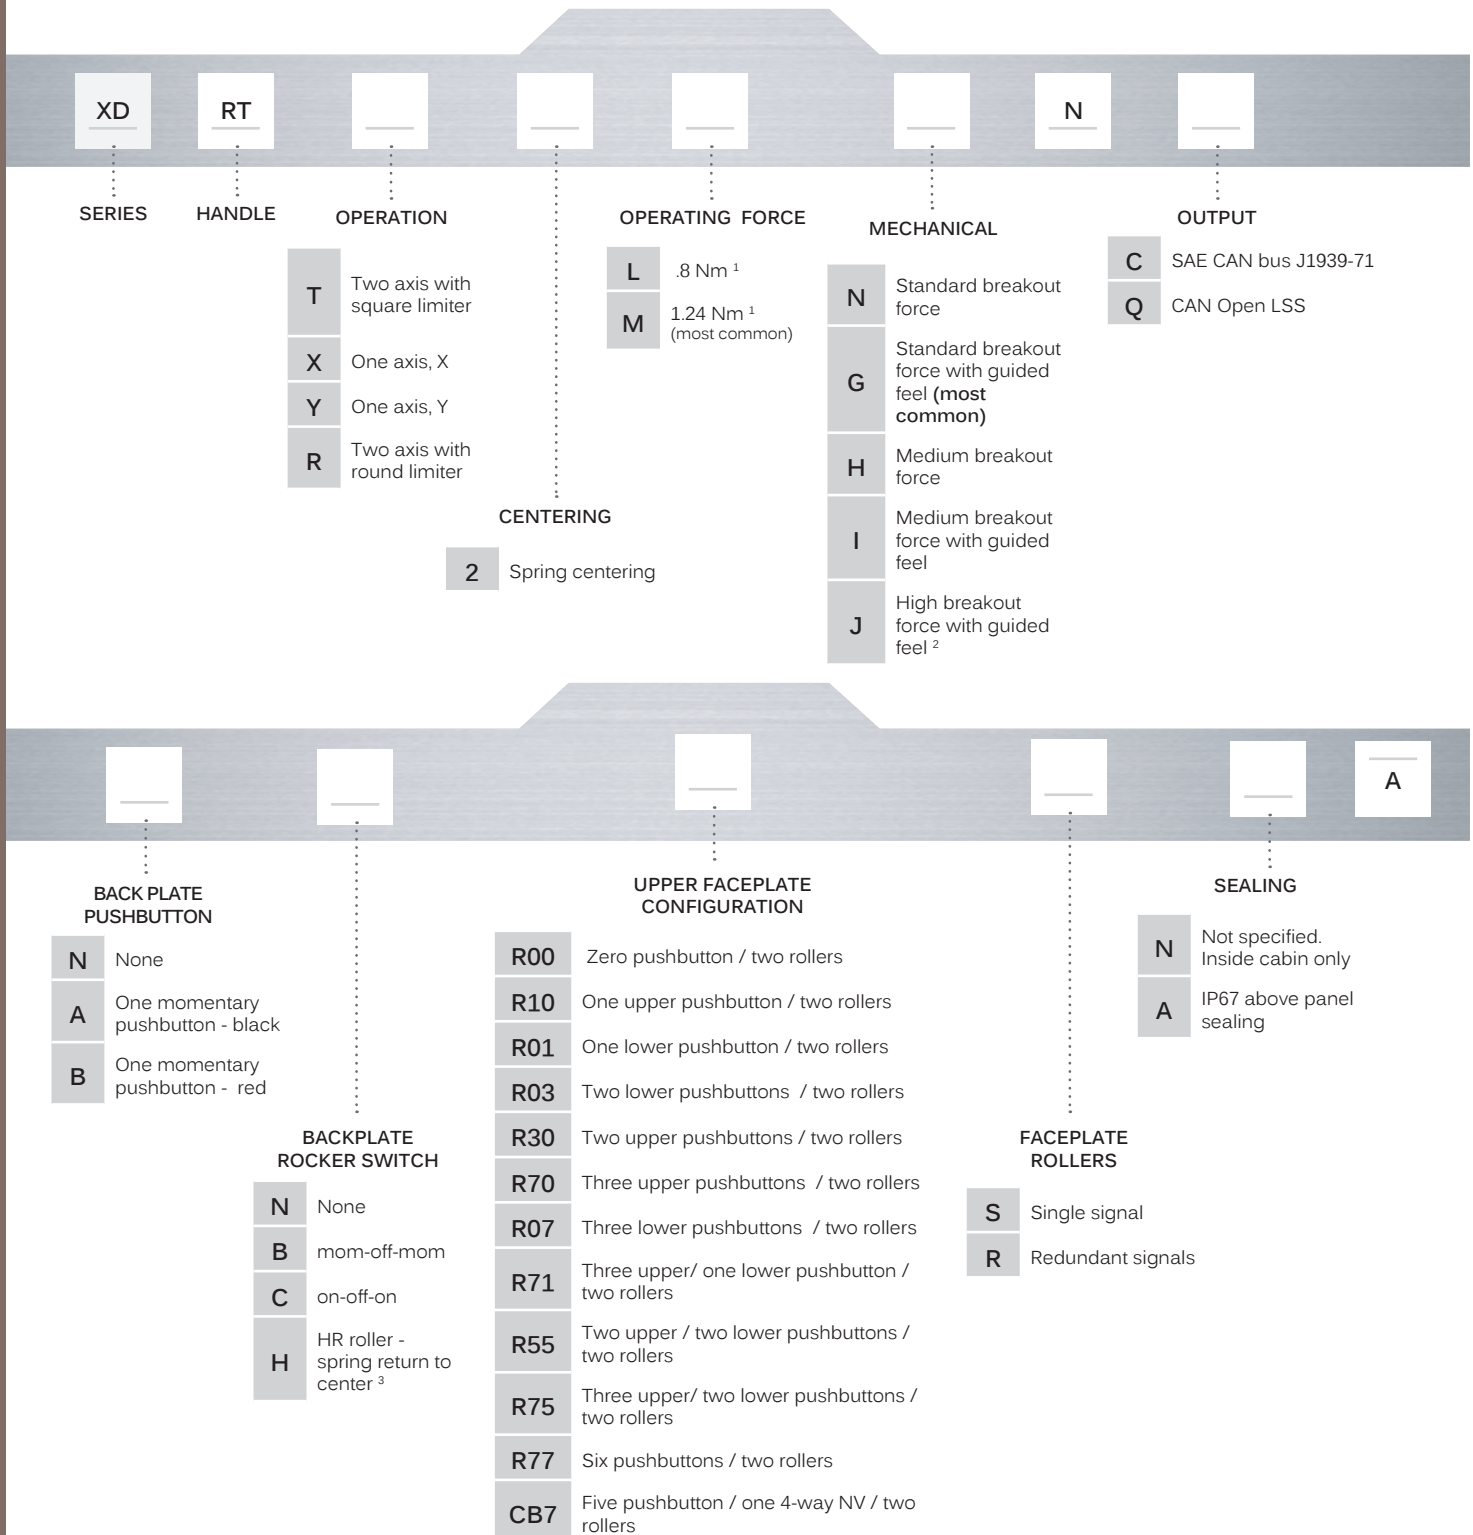 XD
RT
N
SERIES
HANDLE
OPERATION
T
Two axis with
square limiter
X
One axis, X
Y
One axis, Y
R
Two axis with
round limiter
CENTERING
2
Spring centering
OPERATING FORCE
L
.8 Nm 1
M
1.24 Nm 1
(most common)
MECHANICAL
N
Standard breakout
force
G
Standard breakout
force with guided
feel (most
common)
H
Medium breakout
force
I
Medium breakout
force with guided
feel
J
High breakout
force with guided
feel 2
OUTPUT
C
SAE CAN bus J1939-71
Q
CAN Open LSS
A
BACK PLATE
PUSHBUTTON
N
None
A
One momentary
pushbutton - black
B
One momentary
pushbutton - red
BACKPLATE
ROCKER SWITCH
N
None
B
mom-off-mom
C
on-off-on
H
HR roller -
spring return to
center 3
UPPER FACEPLATE
CONFIGURATION
R00
Zero pushbutton / two rollers
R10
One upper pushbutton / two rollers
R01
One lower pushbutton / two rollers
R03
Two lower pushbuttons / two rollers
R30
Two upper pushbuttons / two rollers
R70
Three upper pushbuttons / two rollers
R07
Three lower pushbuttons / two rollers
R71
Three upper/ one lower pushbutton /
two rollers
R55
Two upper / two lower pushbuttons /
two rollers
R75
Three upper/ two lower pushbuttons /
two rollers
R77
Six pushbuttons / two rollers
CB7
Five pushbutton / one 4-way NV / two
rollers
FACEPLATE
ROLLERS
S
Single signal
R
Redundant signals
SEALING
N
Not specified.
Inside cabin only
A
IP67 above panel
sealing